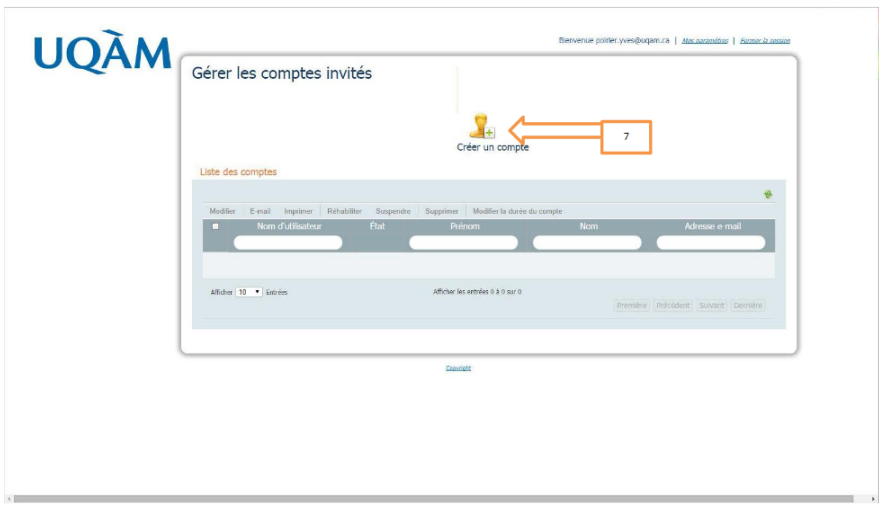 UQÀM
Bienvenue poirier.yves@uqam.ca | Mes paramètres | Fermer la session
Gérer les comptes invités
7
Créer un compte
Liste des comptes
Modifier E-mail Imprimer Réhabiliter Suspendre Supprimer Modifier la durée du compte
Nom d'utilisateur État Prénom Nom Adresse e-mail
Afficher 10 Entrées Afficher les entrées 0 à 0 sur 0
Première Précédent Suivant Dernière
Copyright